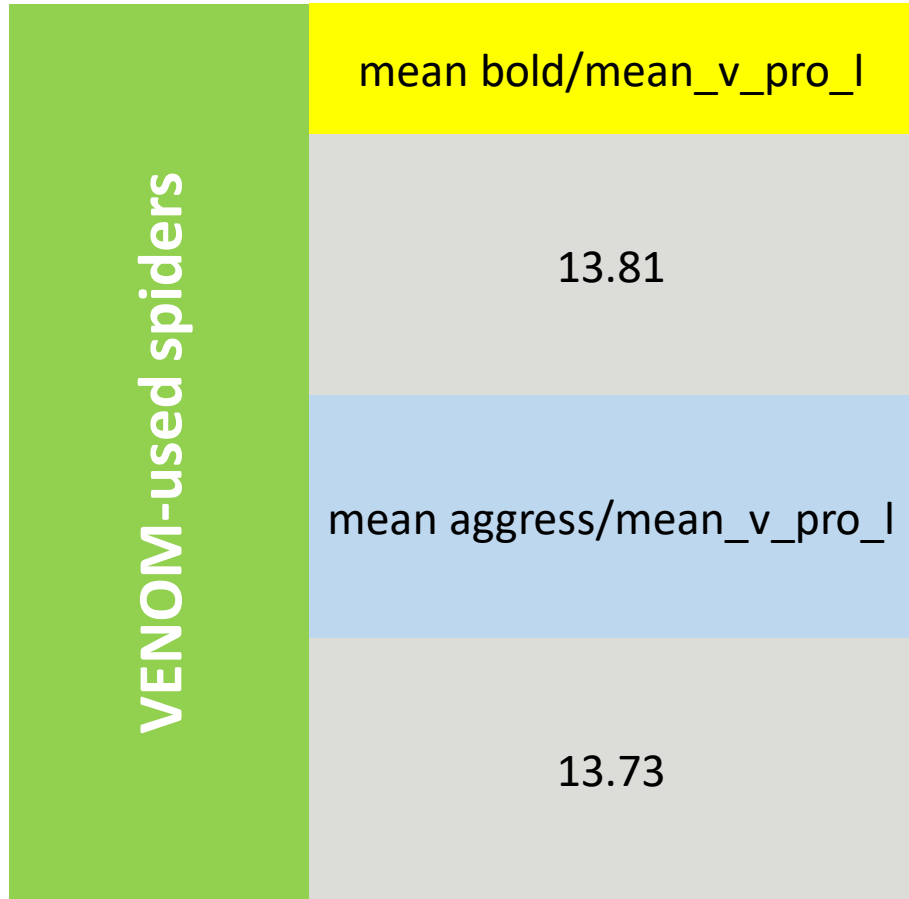 VENOM-used spiders
mean bold/mean_v_pro_l
13.81
mean aggress/mean_v_pro_l
13.73